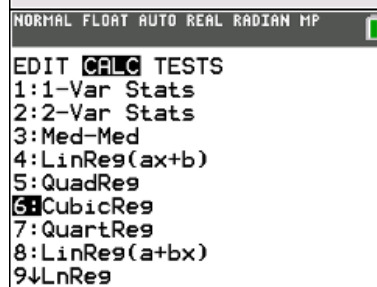 NORMAL FLOAT AUTO REAL RADIAN MP
EDIT CALC TESTS
1:1-Var Stats
2:2-Var Stats
3:Med-Med
4:LinReg(ax+b)
5:QuadReg
6:CubicReg
7:QuartReg
8:LinReg(a+bx)
9↓LnReg